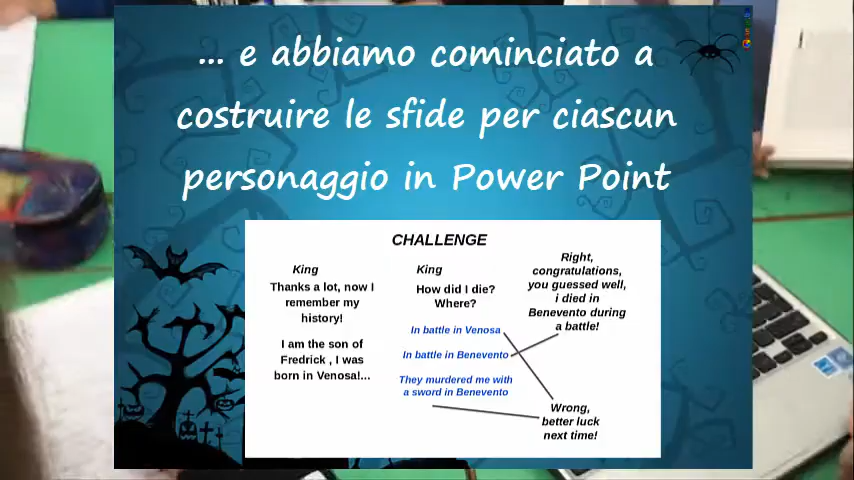 ... e abbiamo cominciato a
costruire le sfide per ciascun
personaggio in Power Point
CHALLENGE
King
Thanks a lot, now I
remember my
history!
I am the son of
Fredrick , I was
born in Venosa!...
King
How did I die?
Where?
In battle in Venosa
In battle in Benevento
They murdered me with
a sword in Benevento
Right,
congratulations,
you guessed well,
i died in
Benevento during
a battle!
Wrong,
better luck
next time!